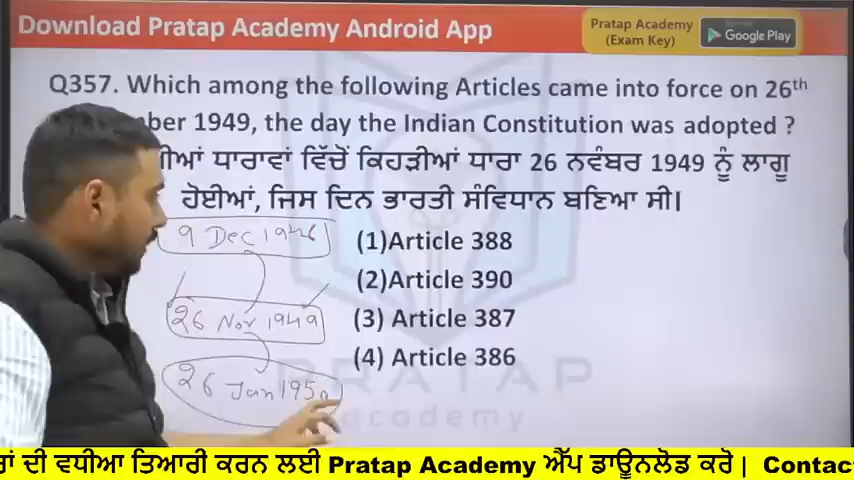 Download Pratap Academy Android App
Pratap Academy
(Exam Key)
Google Play
Q357. Which among the following Articles came into force on 26th
ber 1949, the day the Indian Constitution was adopted ?
ਧਾਰਾਵਾਂ ਵਿੱਚੋਂ ਕਿਹੜੀਆਂ ਧਾਰਾ 26 ਨਵੰਬਰ 1949 ਨੂੰ ਲਾਗੂ
ਹੋਈਆਂ, ਜਿਸ ਦਿਨ ਭਾਰਤੀ ਸੰਵਿਧਾਨ ਬਣਿਆ ਸੀ।
9 Dec 1946
(1)Article 388
(2)Article 390
26 Nov 1949
(3) Article 387
(4) Article 386
26 Jan 1950
PRATAP
academy
ਦੀ ਵਧੀਆ ਤਿਆਰੀ ਕਰਨ ਲਈ Pratap Academy ਐੱਪ ਡਾਊਨਲੋਡ ਕਰੋ | Contac